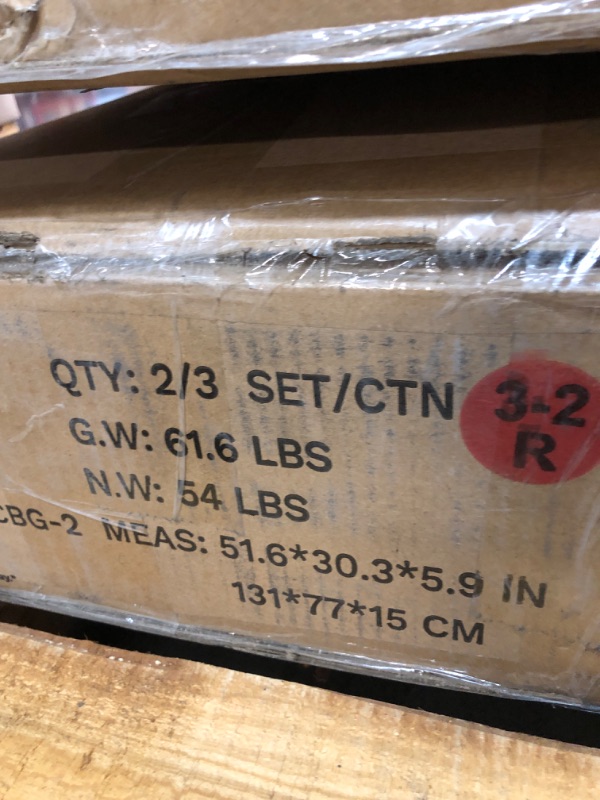 QTY: 2/3 SET/CTN
3-2
R
G.W: 61.6 LBS
N.W: 54 LBS
CBG-2 MEAS: 51.6*30.3*5.9 IN
131*77*15 CM